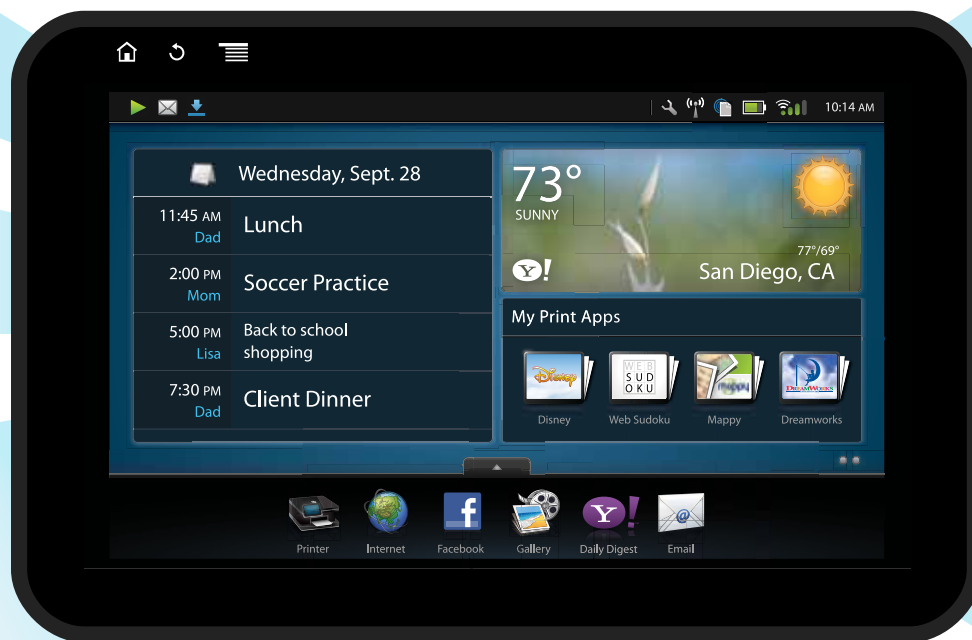 10:14 AM
Wednesday, Sept. 28
11:45 AM
Dad
Lunch
2:00 PM
Mom
Soccer Practice
5:00 PM
Lisa
Back to school
shopping
7:30 PM
Dad
Client Dinner
73°
SUNNY
77°/69°
Y!
San Diego, CA
My Print Apps
Disney
WEB
SUD
OKU
mappy
DREAMWORKS
Disney
Web Sudoku
Mappy
Dreamworks
f
Y!
@
Printer
Internet
Facebook
Gallery
Daily Digest
Email